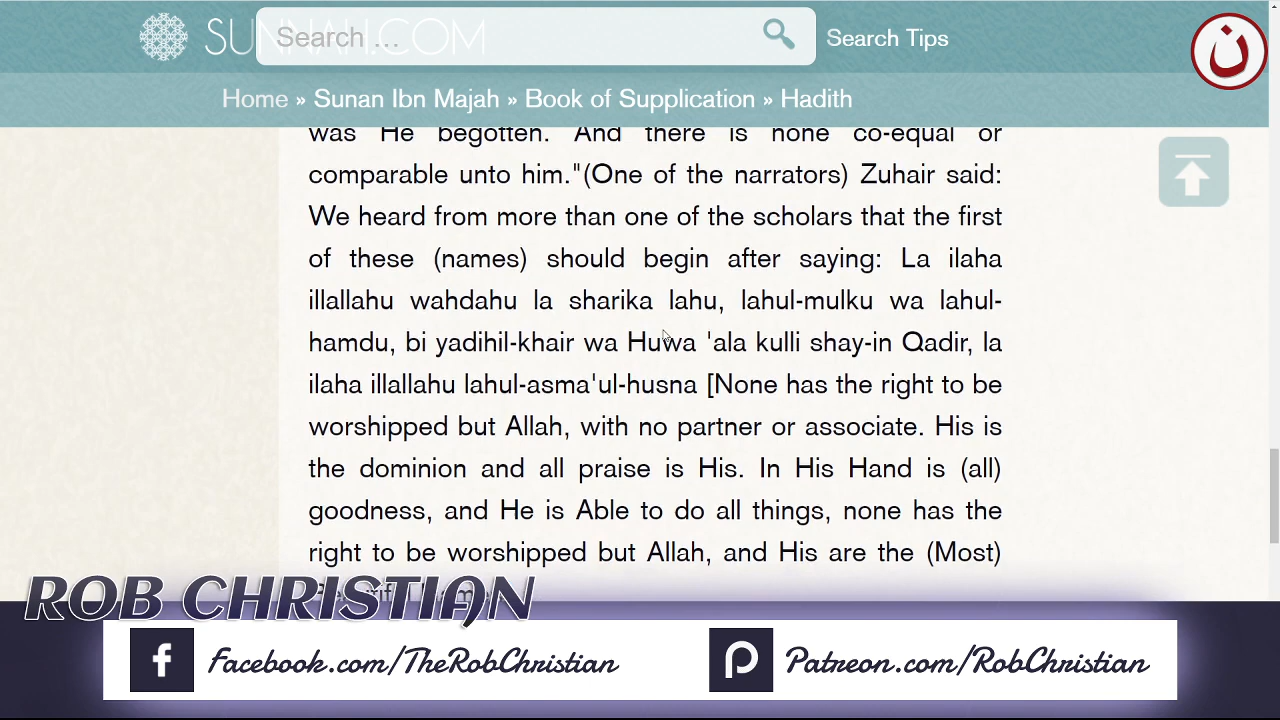 SUNNAH.COM
Search ...
Search Tips
ن
Home » Sunan Ibn Majah » Book of Supplication » Hadith
was He begotten. And there is none co-equal or
comparable unto him."(One of the narrators) Zuhair said:
We heard from more than one of the scholars that the first
of these (names) should begin after saying: La ilaha
illallahu wahdahu la sharika lahu, lahul-mulku wa lahul-
hamdu, bi yadihil-khair wa Huwa 'ala kulli shay-in Qadir, la
ilaha illallahu lahul-asma'ul-husna [None has the right to be
worshipped but Allah, with no partner or associate. His is
the dominion and all praise is His. In His Hand is (all)
goodness, and He is Able to do all things, none has the
right to be worshipped but Allah, and His are the (Most)
ROB CHRISTIAN
Facebook.com/TheRobChristian
Patreon.com/RobChristian